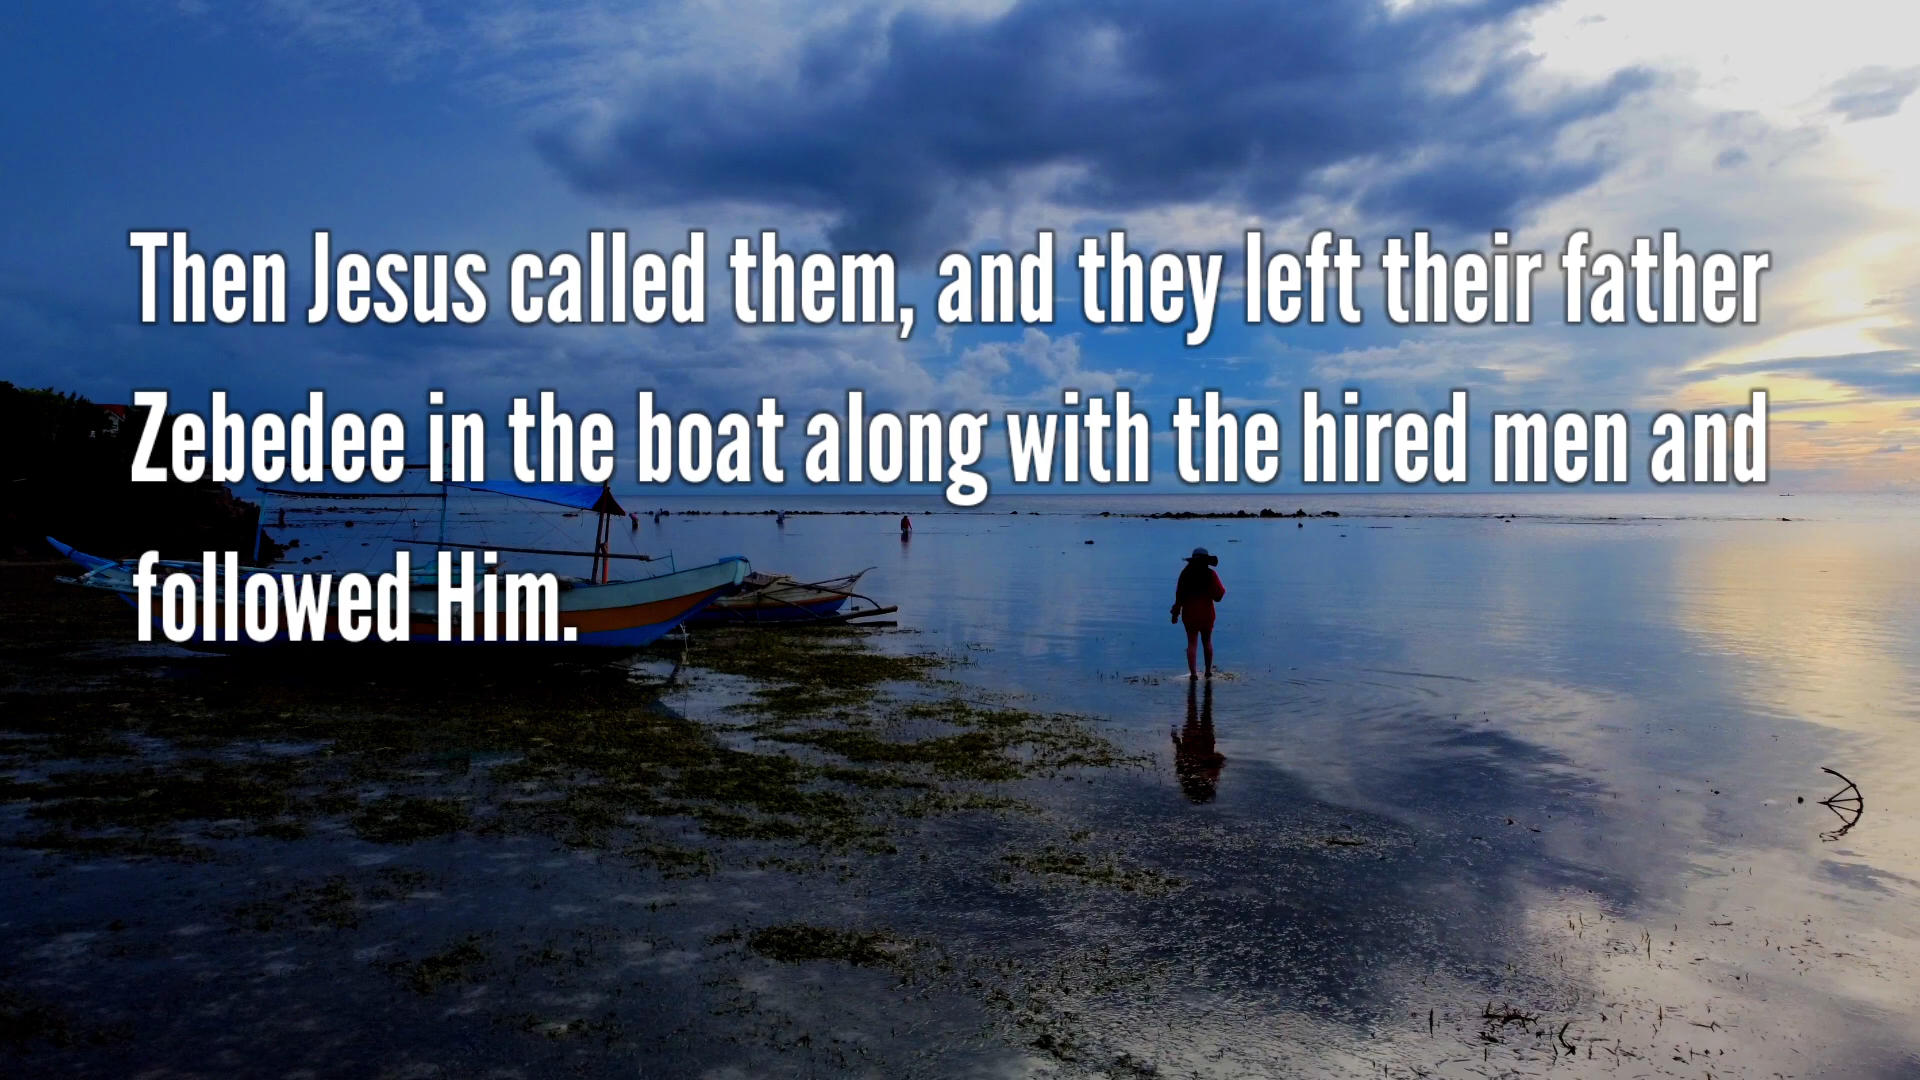 Then Jesus called them, and they left their father
Zebedee in the boat along with the hired men and
followed Him.